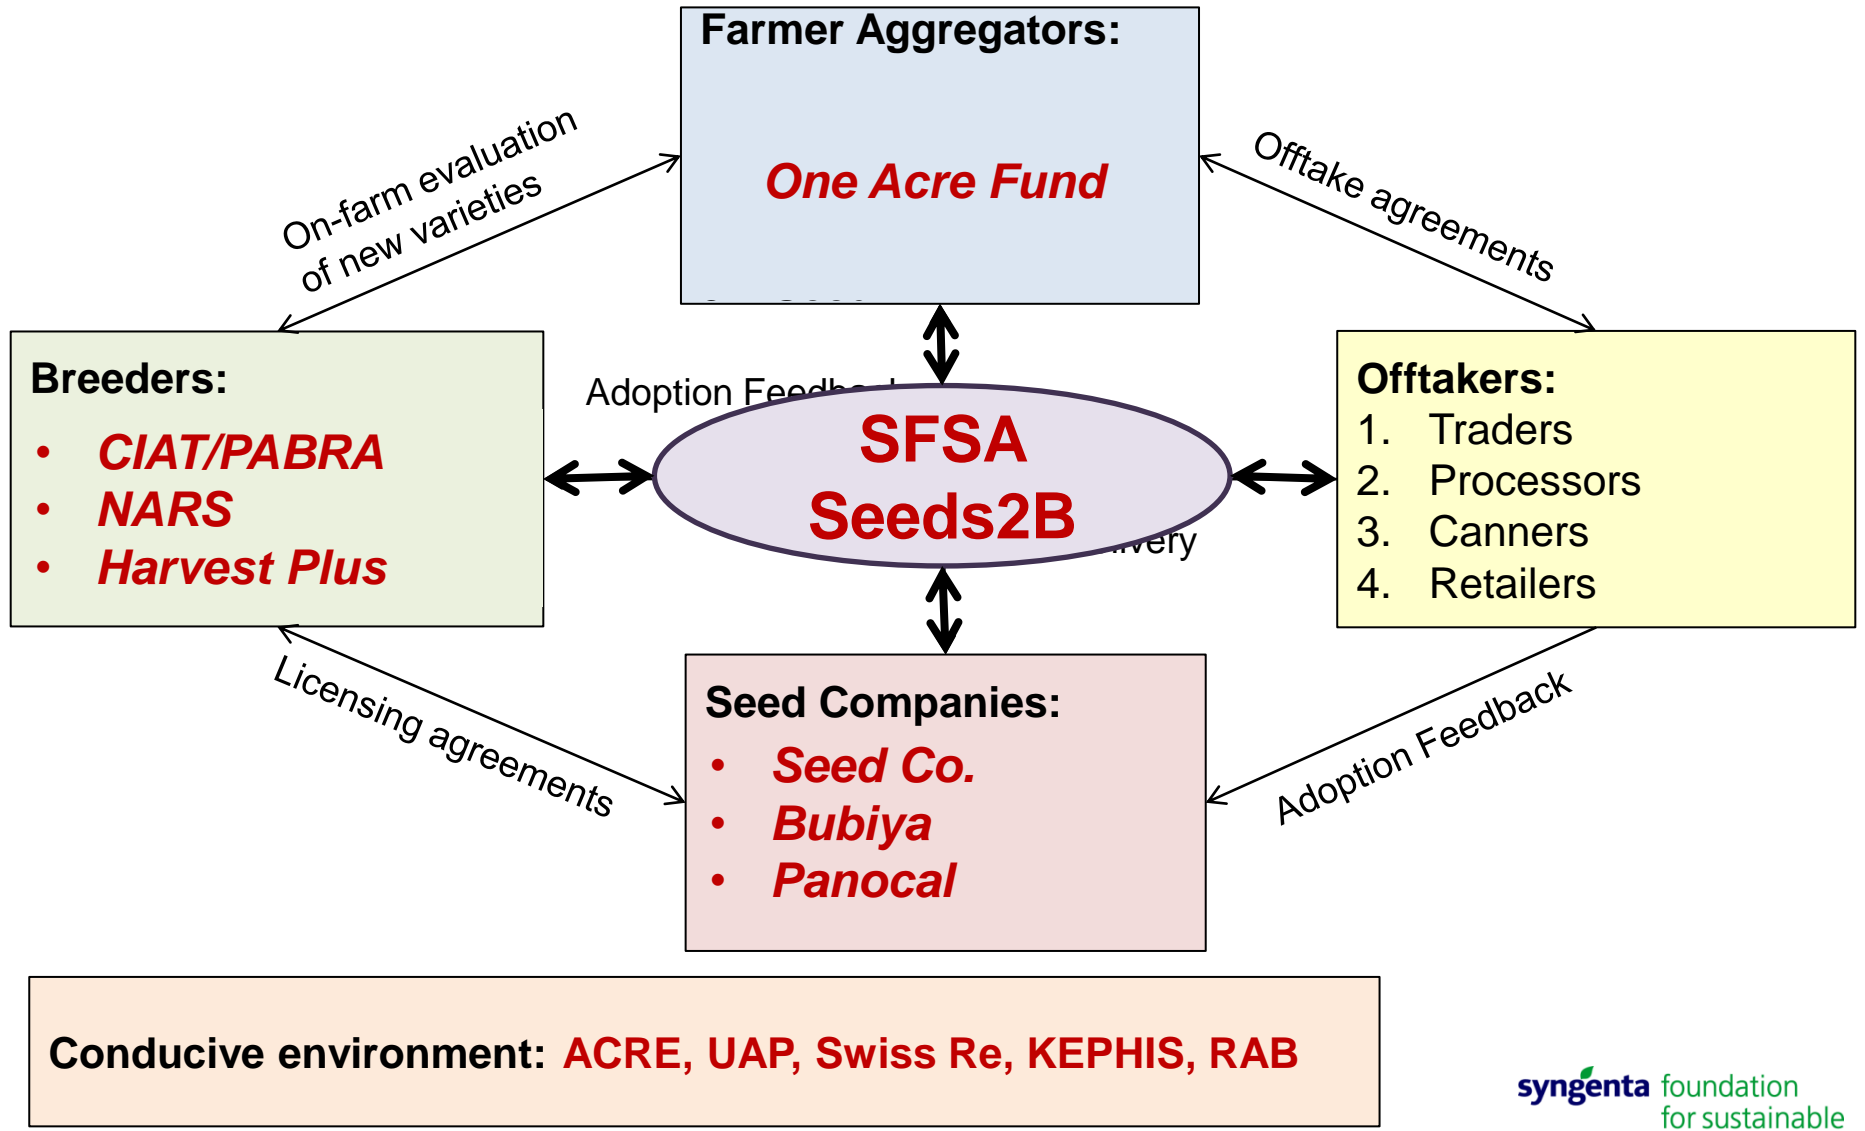 Farmer Aggregators:
One Acre Fund
On-farm evaluation
of new varieties
Offtake agreements
Breeders:
• CIAT/PABRA
• NARS
• Harvest Plus
Adoption
SFSA
Seeds2B
Offtakers:
1. Traders
2. Processors
3. Canners
4. Retailers
Licensing agreements
Seed Companies:
• Seed Co.
• Bubiya
• Panocal
Adoption Feedback
Conducive environment: ACRE, UAP, Swiss Re, KEPHIS, RAB
syngenta foundation
for sustainable